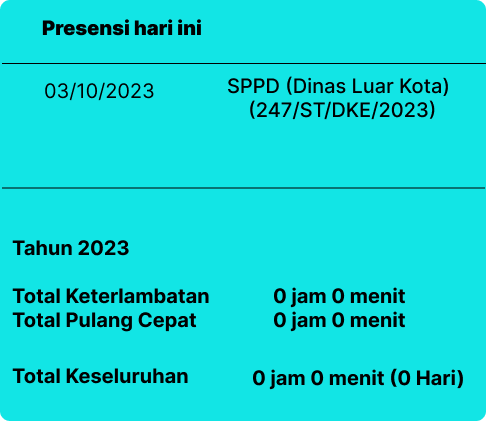 Presensi hari ini
03/10/2023 SPPD (Dinas Luar Kota)
(247/ST/DKE/2023)
Tahun 2023
Total Keterlambatan 0 jam 0 menit
Total Pulang Cepat 0 jam 0 menit
Total Keseluruhan 0 jam 0 menit (0 Hari)